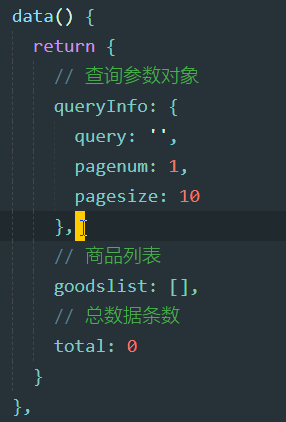 data() {
return {
// 查询参数对象
queryInfo: {
query: '',
pagenum: 1,
pagesize: 10
},
// 商品列表
goodslist: [],
// 总数据条数
total: 0
}
},